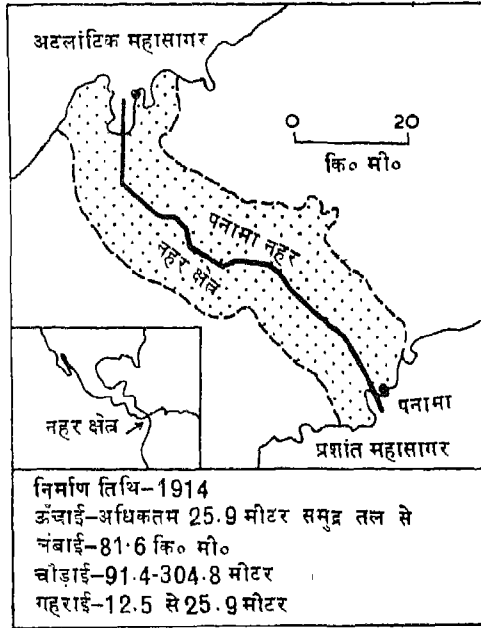 अटलांटिक महासागर
0 20
कि० मी०
पनामा नहर
नहर क्षेत्र
पनामा
नहर क्षेत्र
प्रशांत महासागर
निर्माण तिथि-1914
ऊँचाई-अधिकतम 25.9 मीटर समुद्र तल से
लंबाई-81·6 कि० मी०
चौड़ाई-91.4-304.8 मीटर
गहराई-12.5 से 25.9 मीटर